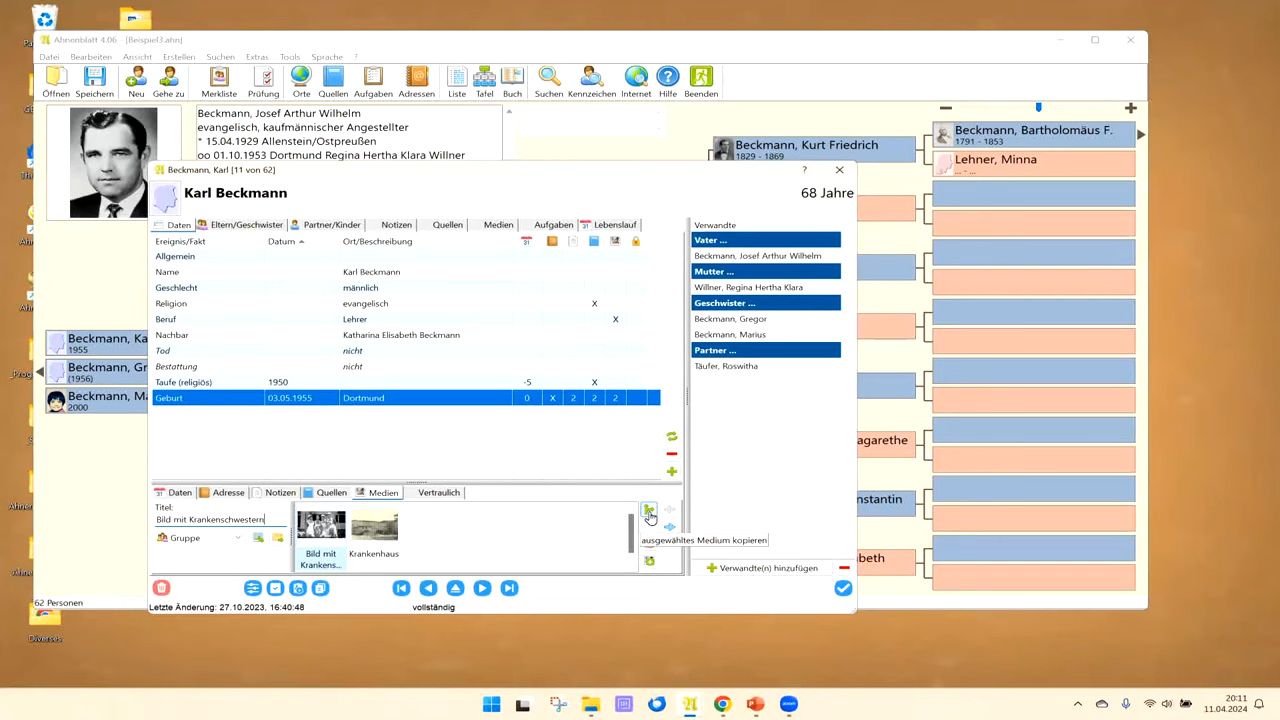 Ahnenblatt 4.06 - [Beispiel3.ahn]
Datei Bearbeiten Ansicht Erstellen Suchen Extras Tools Sprache ?
Öffnen Speichern Neu Gehe zu Merkliste Prüfung Orte Quellen Aufgaben Adressen Liste Tafel Buch Suchen Kennzeichen Internet Hilfe Beenden
Beckmann, Josef Arthur Wilhelm
evangelisch, kaufmännischer Angestellter
* 15.04.1929 Allenstein/Ostpreußen
oo 01.10.1953 Dortmund Regina Hertha Klara Willner
Beckmann, Kurt Friedrich
1829 - 1869
Beckmann, Bartholomäus F.
1791 - 1853
Lehner, Minna
... - ...
Beckmann, Karl [11 von 62]
?
Karl Beckmann
68 Jahre
Daten Eltern/Geschwister Partner/Kinder Notizen Quellen Medien Aufgaben Lebenslauf
Ereignis/Fakt Datum Ort/Beschreibung
Allgemein
Name Karl Beckmann
Geschlecht männlich
Religion evangelisch X
Beruf Lehrer X
Nachbar Katharina Elisabeth Beckmann
Tod nicht
Bestattung nicht
Taufe (religiös) 1950 -5 X
Geburt 03.05.1955 Dortmund 0 X 2 2 2
Verwandte
Vater ...
Beckmann, Josef Arthur Wilhelm
Mutter ...
Willner, Regina Hertha Klara
Geschwister ...
Beckmann, Gregor
Beckmann, Marius
Partner ...
Täufer, Roswitha
Beckmann, Ka
1955
Beckmann, Gr
(1956)
Beckmann, Ma
2000
agarethe
onstantin
ibeth
Daten Adresse Notizen Quellen Medien Vertraulich
Titel:
Bild mit Krankenschwestern
Gruppe
Bild mit
Krankens...
Krankenhaus
ausgewähltes Medium kopieren
Verwandte(n) hinzufügen
Letzte Änderung: 27.10.2023, 16:40:48
vollständig
62 Personen
Diverses
20:11
11.04.2024